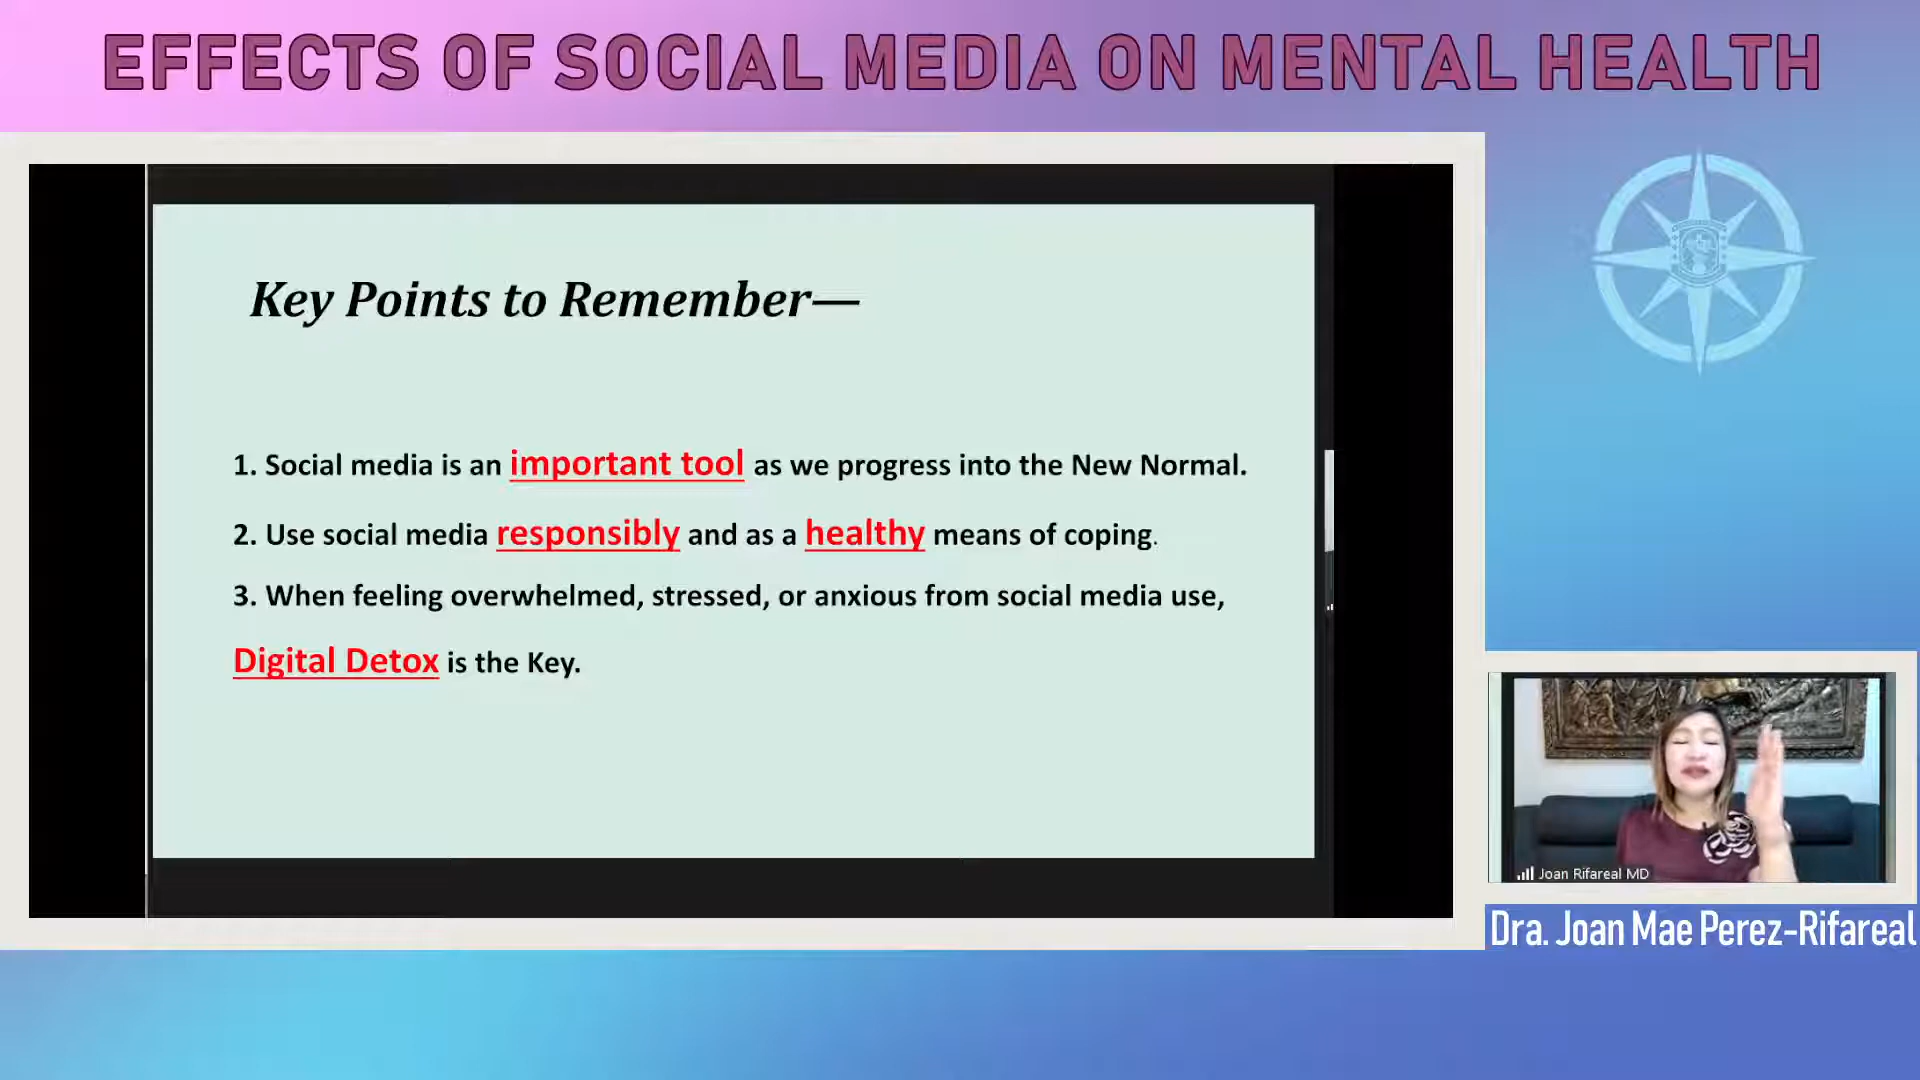 EFFECTS OF SOCIAL MEDIA ON MENTAL HEALTH
Key Points to Remember—
1. Social media is an important tool as we progress into the New Normal.
2. Use social media responsibly and as a healthy means of coping.
3. When feeling overwhelmed, stressed, or anxious from social media use,
Digital Detox is the Key.
Joan Rifareal MD
Dra. Joan Mae Perez-Rifareal